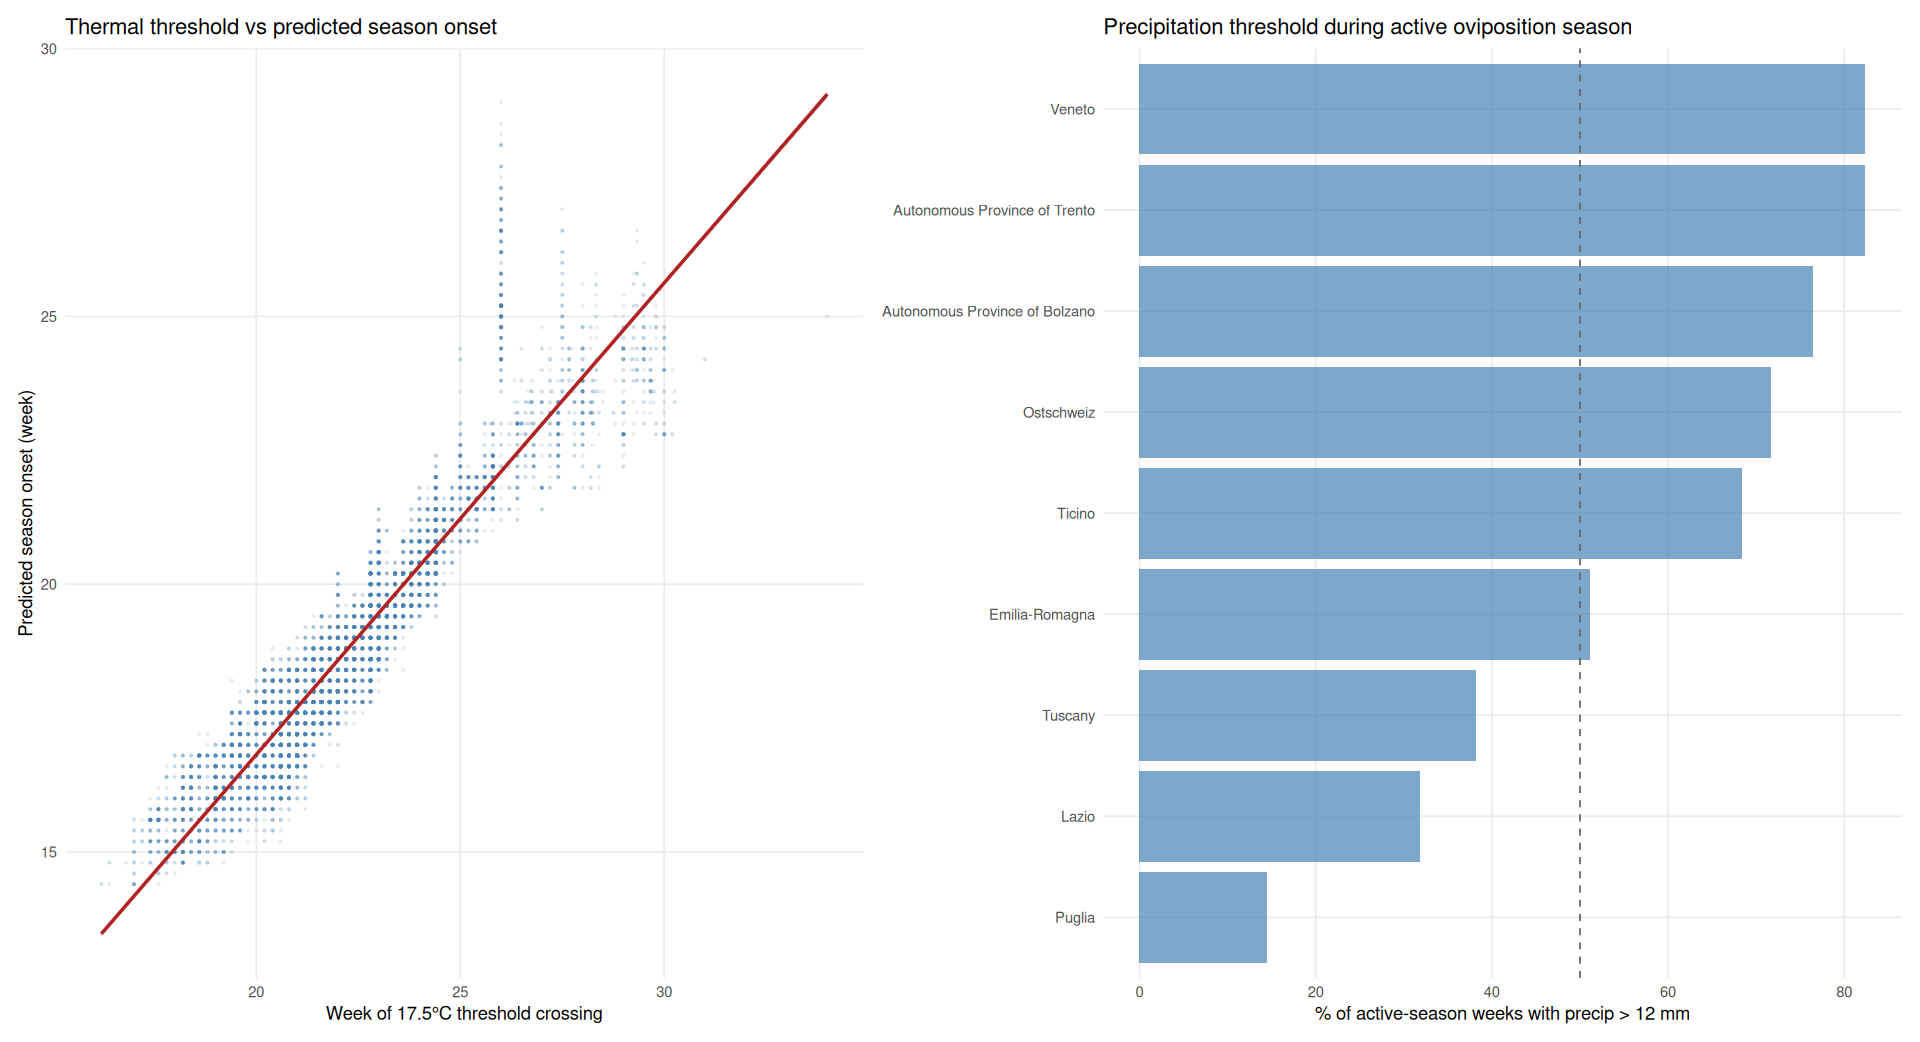 Thermal threshold vs predicted season onset
30
25
20
15
Predicted season onset (week)
20 25 30
Week of 17.5°C threshold crossing
Precipitation threshold during active oviposition season
Veneto
Autonomous Province of Trento
Autonomous Province of Bolzano
Ostschweiz
Ticino
Emilia-Romagna
Tuscany
Lazio
Puglia
0 20 40 60 80
% of active-season weeks with precip > 12 mm